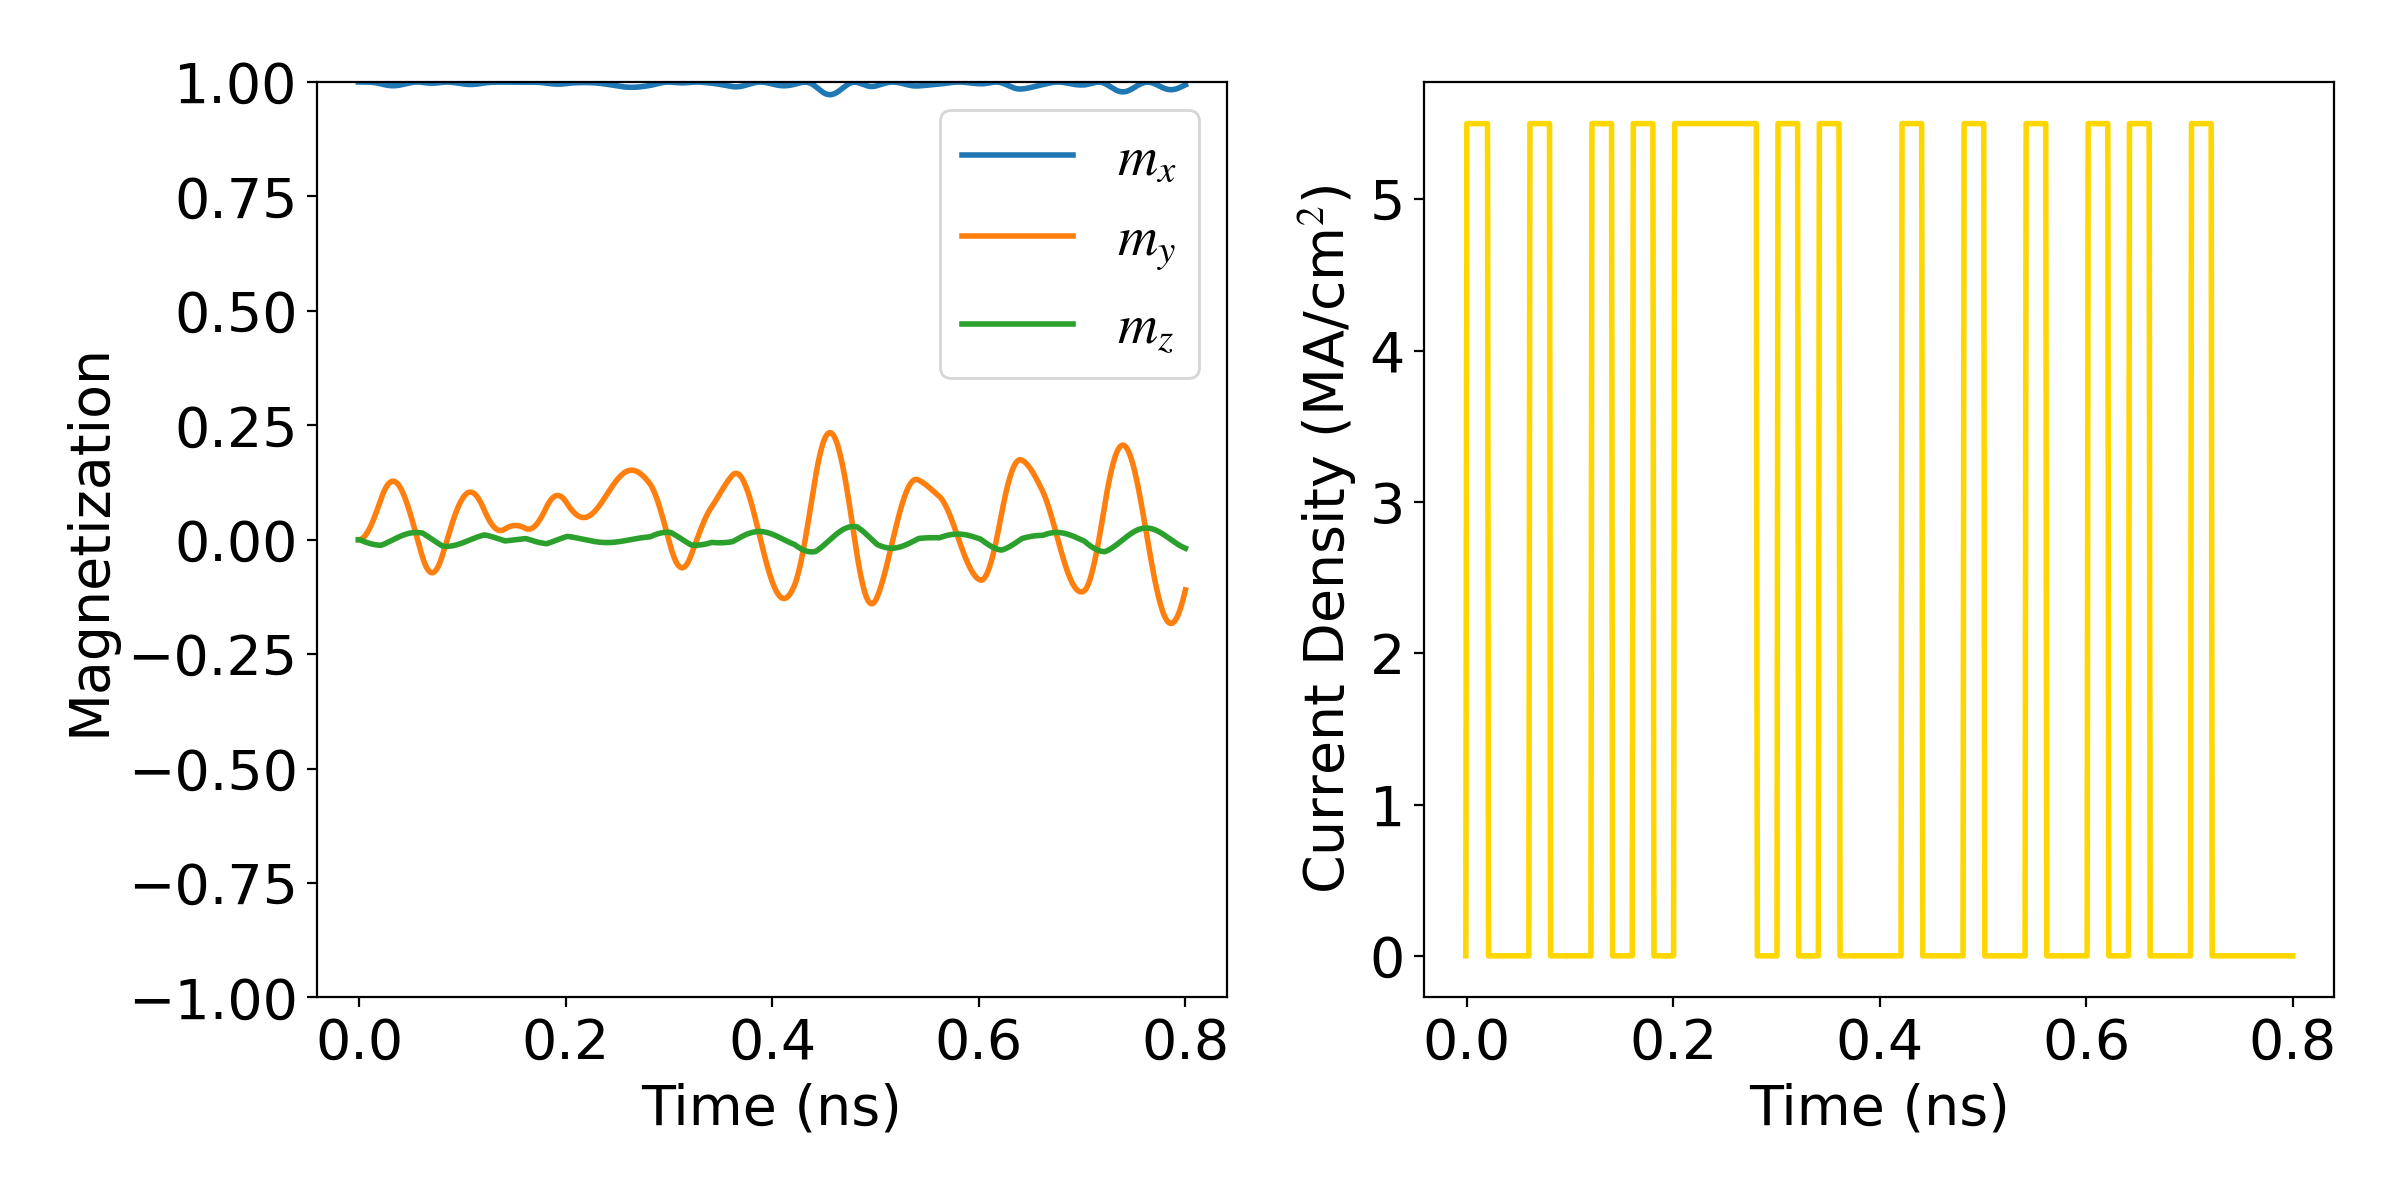 1.00
0.75
0.50
0.25
0.00
−0.25
−0.50
−0.75
−1.00
Magnetization
0.0 0.2 0.4 0.6 0.8
Time (ns)
m_x
m_y
m_z
Current Density (MA/cm²)
5
4
3
2
1
0
0.0 0.2 0.4 0.6 0.8
Time (ns)